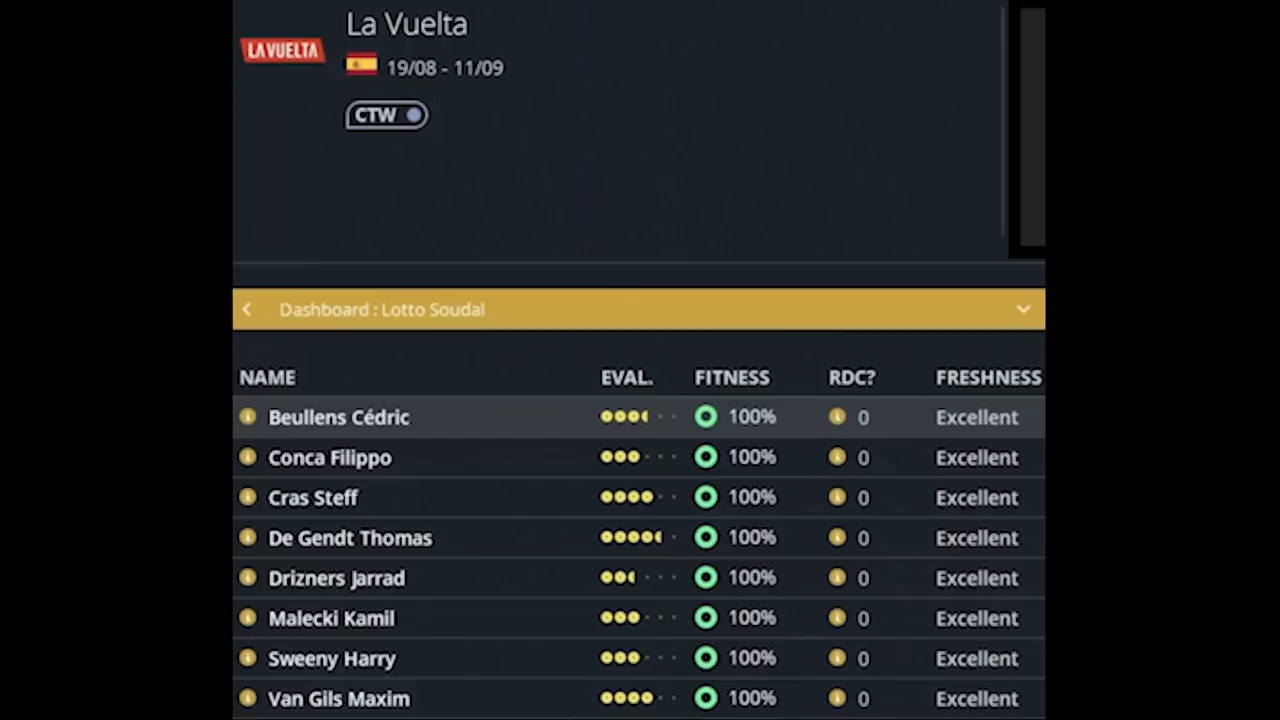 La Vuelta
LA VUELTA
19/08 - 11/09
CTW
Dashboard : Lotto Soudal
NAME EVAL. FITNESS RDC? FRESHNESS
Beullens Cédric 100% 0 Excellent
Conca Filippo 100% 0 Excellent
Cras Steff 100% 0 Excellent
De Gendt Thomas 100% 0 Excellent
Drizners Jarrad 100% 0 Excellent
Malecki Kamil 100% 0 Excellent
Sweeny Harry 100% 0 Excellent
Van Gils Maxim 100% 0 Excellent